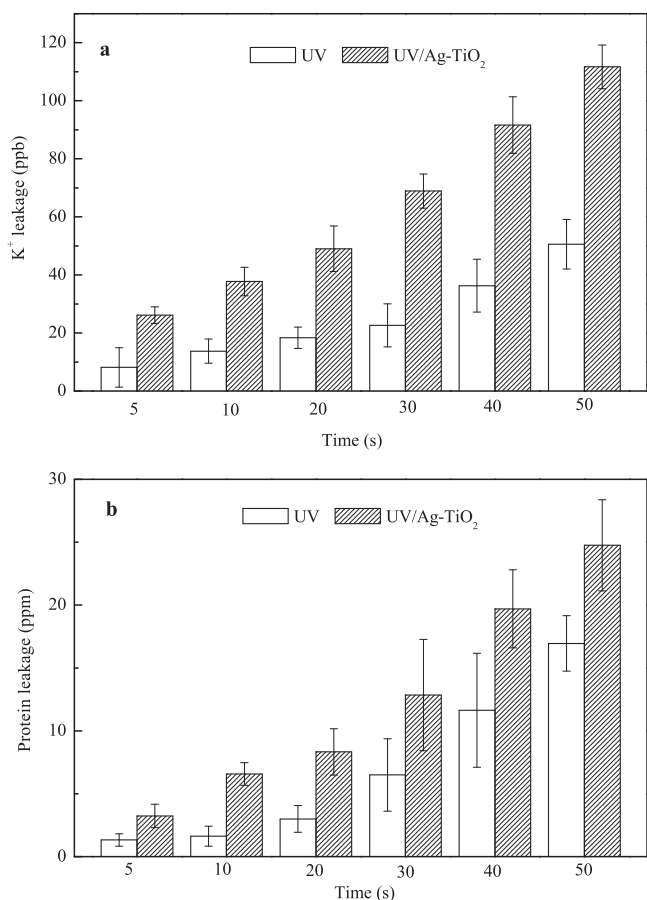 a
UV UV/Ag-TiO₂
120
100
80
60
40
20
0
K⁺ leakage (ppb)
5 10 20 30 40 50
Time (s)
b
UV UV/Ag-TiO₂
30
20
10
0
Protein leakage (ppm)
5 10 20 30 40 50
Time (s)